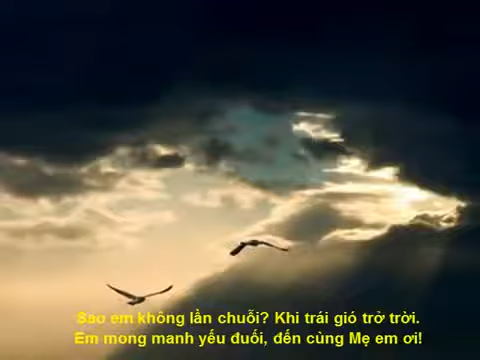 Sao em không lần chuỗi? Khi trái gió trở trời.
Em mong manh yếu đuối, đến cùng Mẹ em ơi!